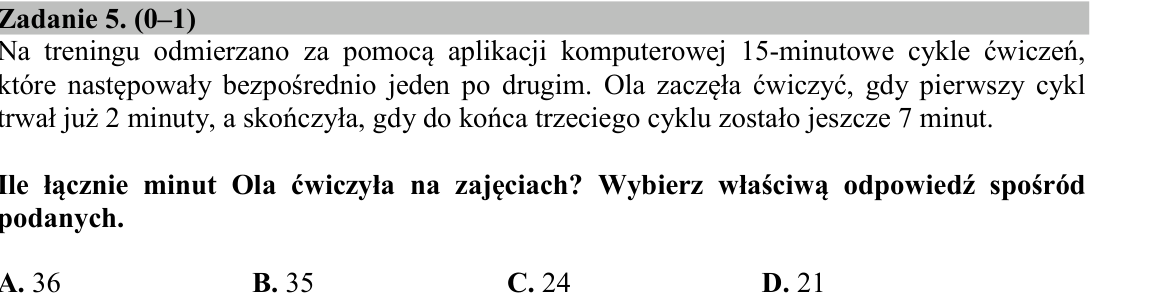 Zadanie 5. (0–1)
Na treningu odmierzano za pomocą aplikacji komputerowej 15-minutowe cykle ćwiczeń,
które następowały bezpośrednio jeden po drugim. Ola zaczęła ćwiczyć, gdy pierwszy cykl
trwał już 2 minuty, a skończyła, gdy do końca trzeciego cyklu zostało jeszcze 7 minut.
Ile łącznie minut Ola ćwiczyła na zajęciach? Wybierz właściwą odpowiedź spośród
podanych.
A. 36 B. 35 C. 24 D. 21